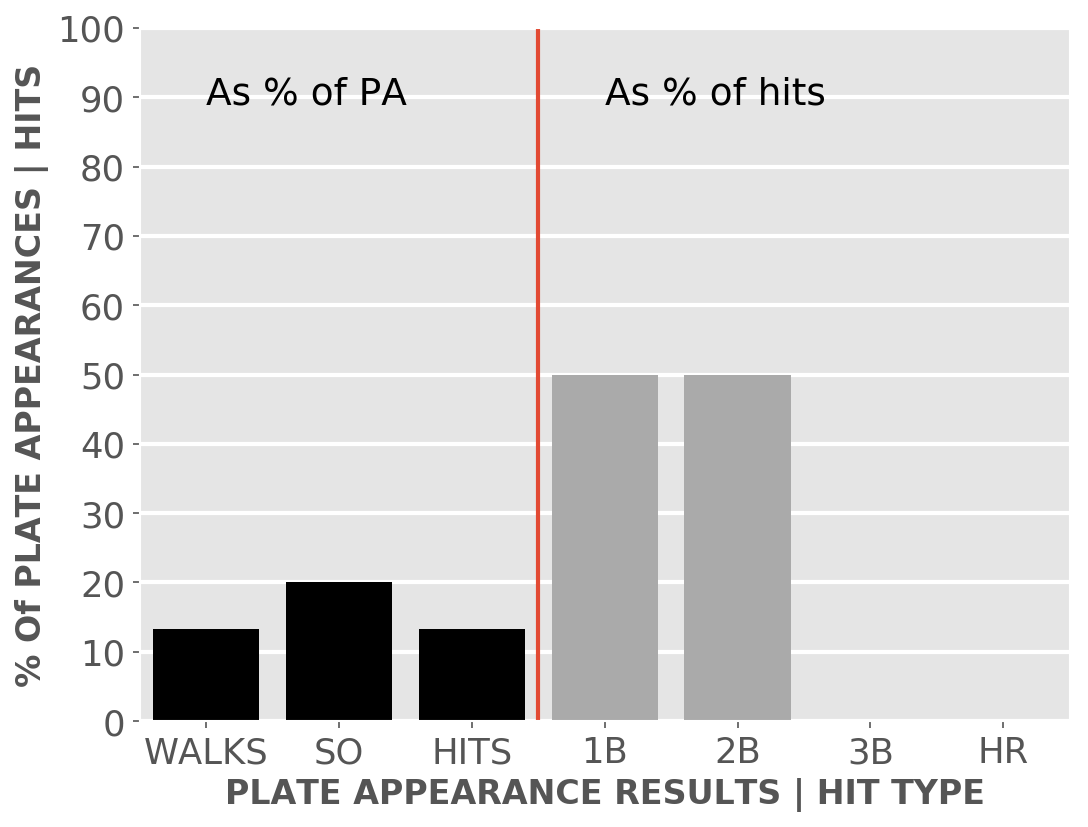 % Of PLATE APPEARANCES | HITS
100
90
80
70
60
50
40
30
20
10
0
As % of PA
As % of hits
WALKS SO HITS 1B 2B 3B HR
PLATE APPEARANCE RESULTS | HIT TYPE